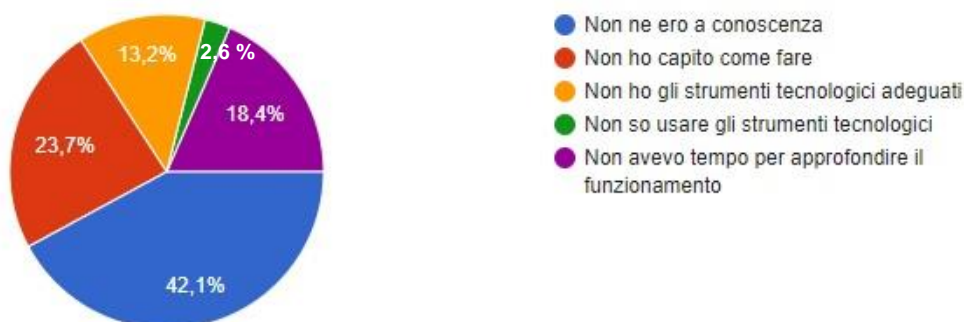 13,2%
2,6 %
18,4%
23,7%
42,1%
Non ne ero a conoscenza
Non ho capito come fare
Non ho gli strumenti tecnologici adeguati
Non so usare gli strumenti tecnologici
Non avevo tempo per approfondire il
funzionamento